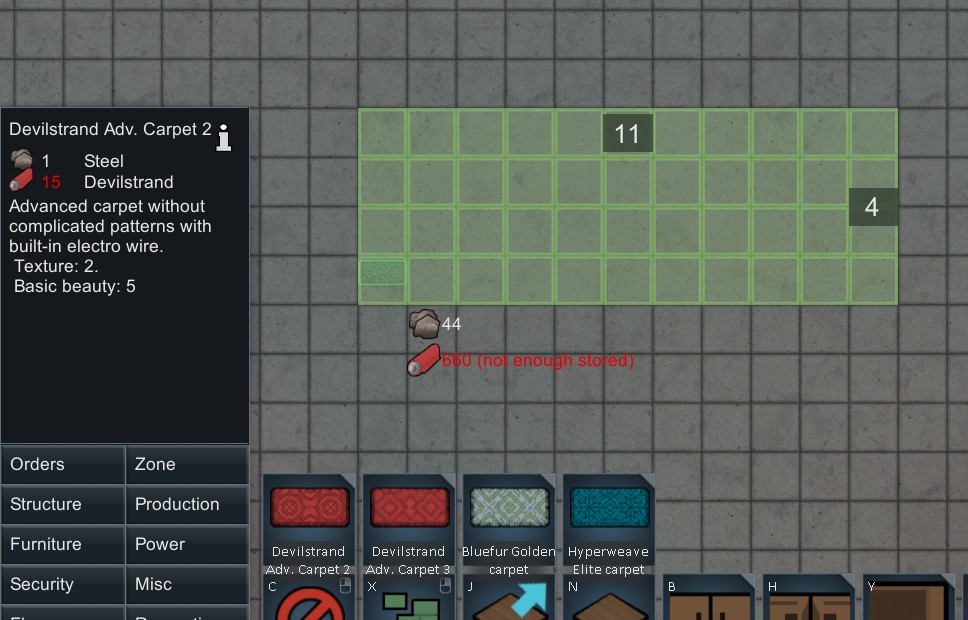 Devilstrand Adv. Carpet 2
1 Steel
15 Devilstrand
Advanced carpet without
complicated patterns with
built-in electro wire.
Texture: 2.
Basic beauty: 5
11
4
44
660 (not enough stored)
Orders Zone
Structure Production
Furniture Power
Security Misc
Devilstrand
Adv. Carpet 2
Devilstrand
Adv. Carpet 3
Bluefur Golden
carpet
Hyperweave
Elite carpet
C
X
J
N
B
H
Y